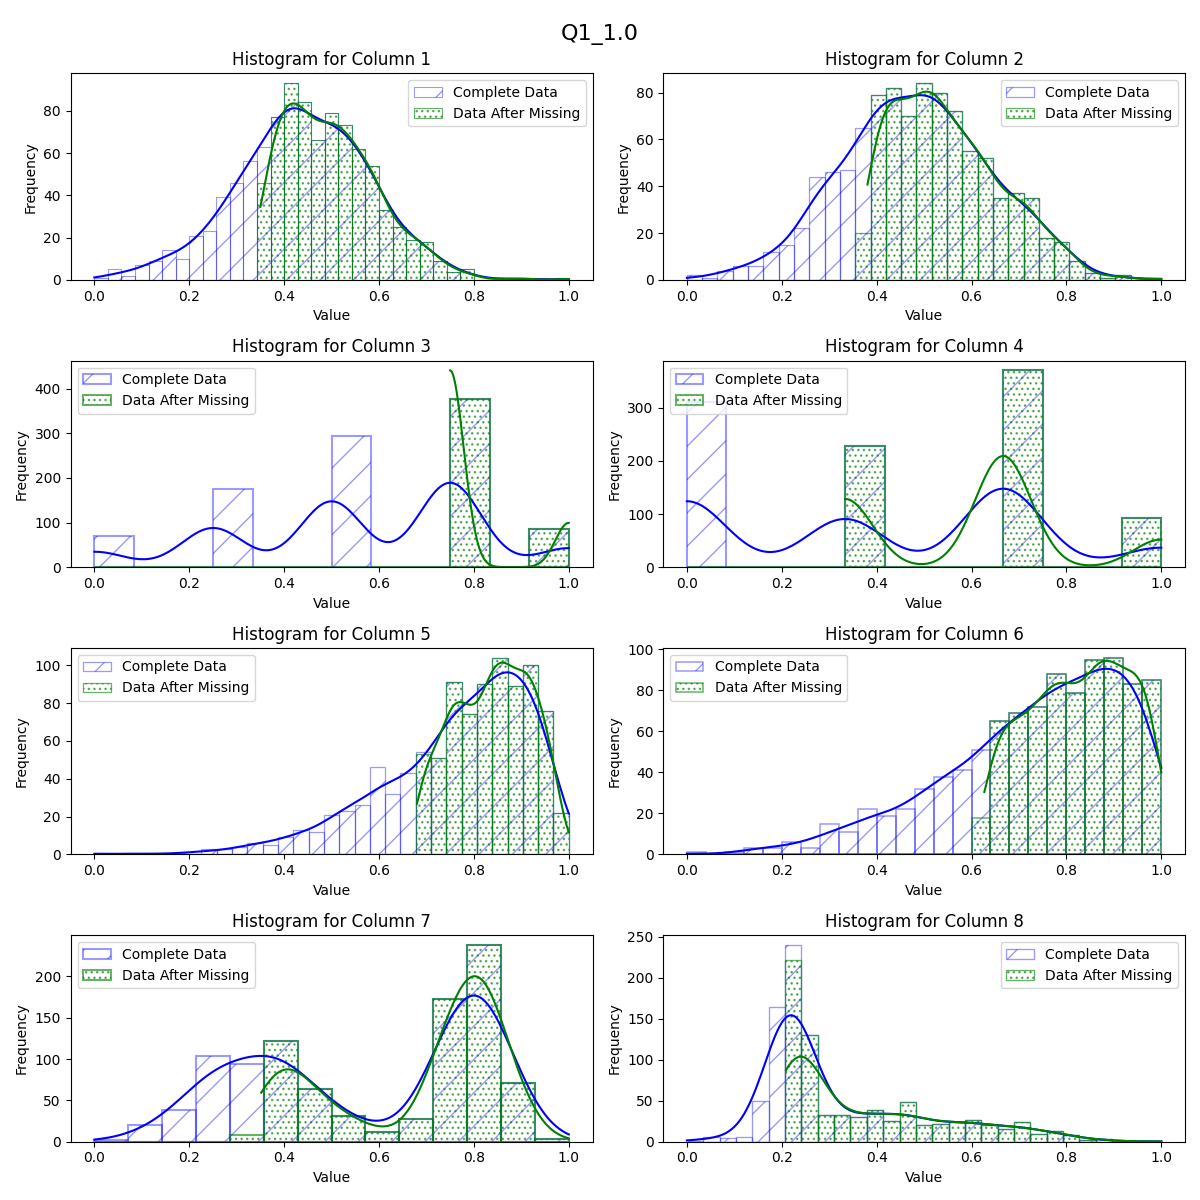 Q1_1.0
Histogram for Column 1
Frequency
80
60
40
20
0
Complete Data
Data After Missing
0.0 0.2 0.4 0.6 0.8 1.0
Value
Histogram for Column 2
Frequency
80
60
40
20
0
Complete Data
Data After Missing
0.0 0.2 0.4 0.6 0.8 1.0
Value
Histogram for Column 3
Frequency
400
300
200
100
0
Complete Data
Data After Missing
0.0 0.2 0.4 0.6 0.8 1.0
Value
Histogram for Column 4
Frequency
300
200
100
0
Complete Data
Data After Missing
0.0 0.2 0.4 0.6 0.8 1.0
Value
Histogram for Column 5
Frequency
100
80
60
40
20
0
Complete Data
Data After Missing
0.0 0.2 0.4 0.6 0.8 1.0
Value
Histogram for Column 6
Frequency
100
80
60
40
20
0
Complete Data
Data After Missing
0.0 0.2 0.4 0.6 0.8 1.0
Value
Histogram for Column 7
Frequency
200
150
100
50
0
Complete Data
Data After Missing
0.0 0.2 0.4 0.6 0.8 1.0
Value
Histogram for Column 8
Frequency
250
200
150
100
50
0
Complete Data
Data After Missing
0.0 0.2 0.4 0.6 0.8 1.0
Value